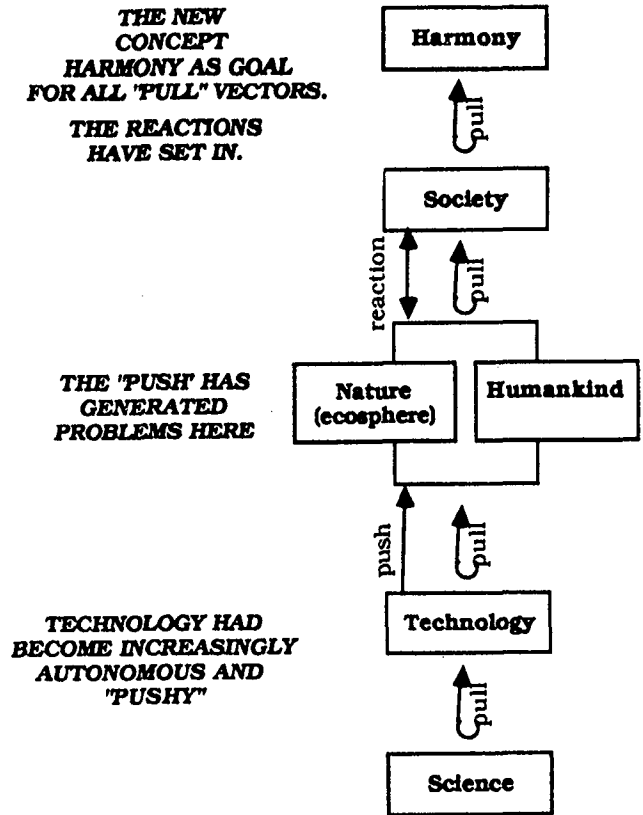 THE NEW
CONCEPT
HARMONY AS GOAL
FOR ALL "PULL" VECTORS.
THE REACTIONS
HAVE SET IN.
Harmony
pull
Society
reaction
pull
THE "PUSH' HAS
GENERATED
PROBLEMS HERE
Nature
(ecosphere)
Humankind
push
pull
TECHNOLOGY HAD
BECOME INCREASINGLY
AUTONOMOUS AND
"PUSHY"
Technology
pull
Science